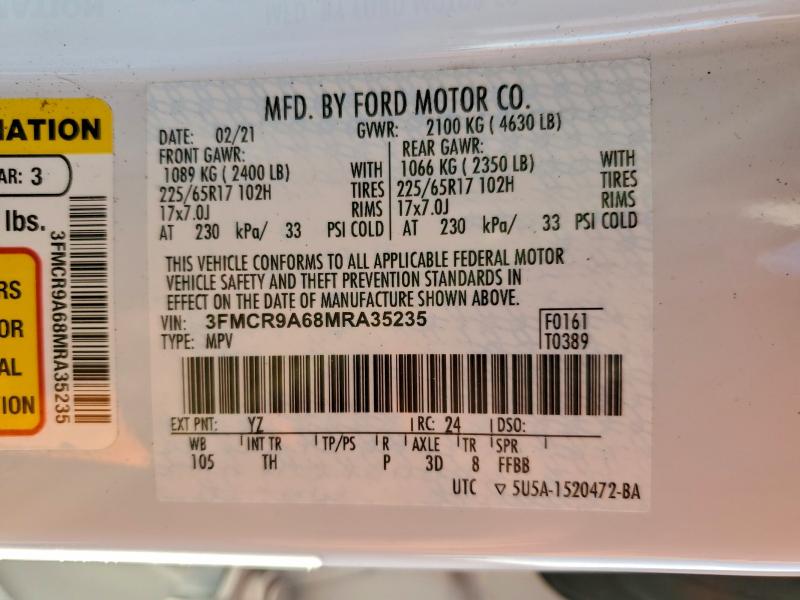 MFD. BY FORD MOTOR CO.
DATE: 02/21 GVWR: 2100 KG ( 4630 LB)
FRONT GAWR: REAR GAWR:
1089 KG ( 2400 LB) WITH 1066 KG ( 2350 LB) WITH
225/65R17 102H TIRES 225/65R17 102H TIRES
17x7.0J RIMS 17x7.0J RIMS
AT 230 kPa/ 33 PSI COLD AT 230 kPa/ 33 PSI COLD
THIS VEHICLE CONFORMS TO ALL APPLICABLE FEDERAL MOTOR
VEHICLE SAFETY AND THEFT PREVENTION STANDARDS IN
EFFECT ON THE DATE OF MANUFACTURE SHOWN ABOVE.
VIN: 3FMCR9A68MRA35235 F0161
TYPE: MPV T0389
EXT PNT: YZ RC: 24 DSO:
WB INT TR TP/PS R AXLE TR SPR
105 TH P 3D 8 FFBB
UTC ▽ 5U5A-1520472-BA
AR: 3
lbs.
3FMCR9A68MRA35235